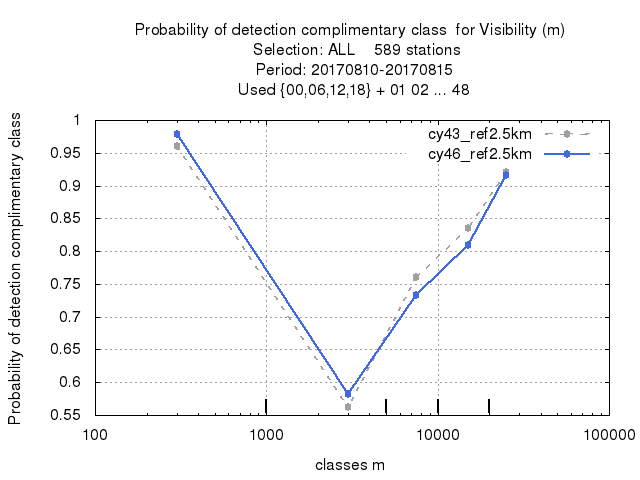 Probability of detection complimentary class  for Visibility (m)
Selection: ALL    589 stations
Period: 20170810-20170815
Used {00,06,12,18} + 01 02 ... 48
Probability of detection complimentary class
cy43_ref2.5km
cy46_ref2.5km
1
0.95
0.9
0.85
0.8
0.75
0.7
0.65
0.6
0.55
100
1000
10000
100000
classes m